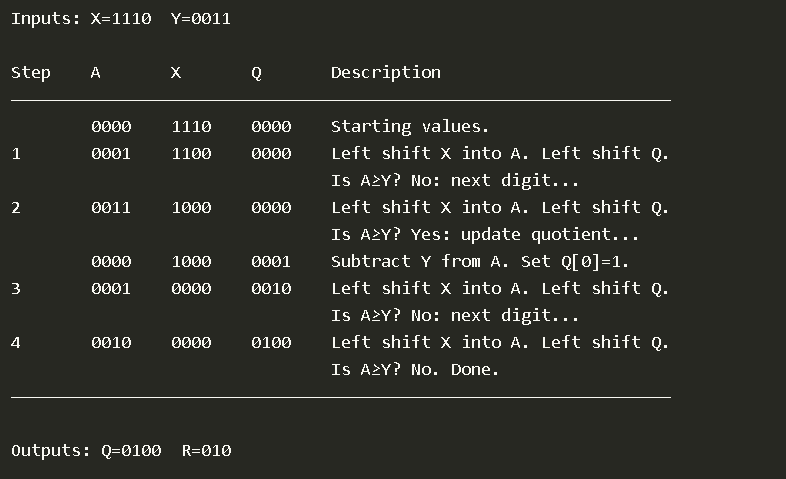 Inputs: X=1110  Y=0011
Step    A       X       Q       Description
        0000    1110    0000    Starting values.
1       0001    1100    0000    Left shift X into A. Left shift Q.
                                Is A≥Y? No: next digit...
2       0011    1000    0000    Left shift X into A. Left shift Q.
                                Is A≥Y? Yes: update quotient...
        0000    1000    0001    Subtract Y from A. Set Q[0]=1.
3       0001    0000    0010    Left shift X into A. Left shift Q.
                                Is A≥Y? No: next digit...
4       0010    0000    0100    Left shift X into A. Left shift Q.
                                Is A≥Y? No. Done.
Outputs: Q=0100  R=010